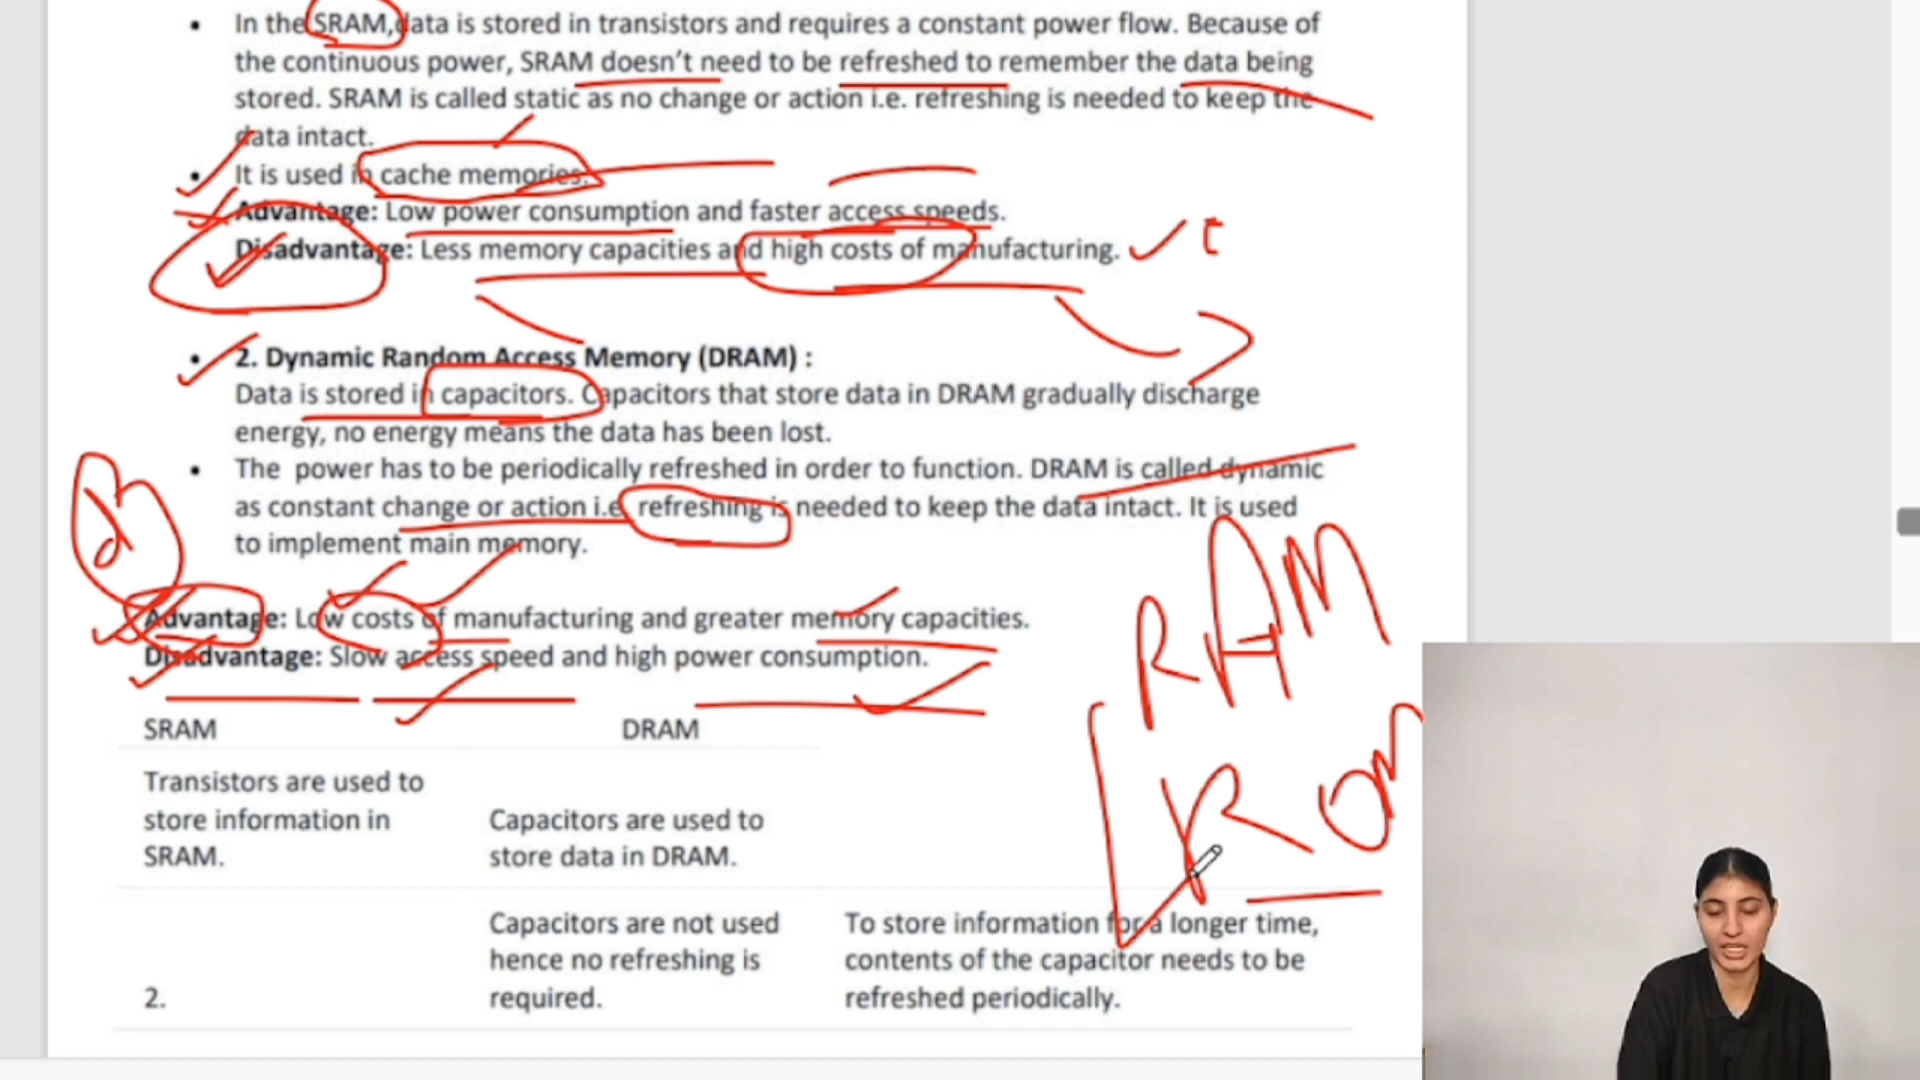 • In the SRAM, data is stored in transistors and requires a constant power flow. Because of
the continuous power, SRAM doesn't need to be refreshed to remember the data being
stored. SRAM is called static as no change or action i.e. refreshing is needed to keep the
data intact.
• It is used in cache memories.
Advantage: Low power consumption and faster access speeds.
Disadvantage: Less memory capacities and high costs of manufacturing.
• 2. Dynamic Random Access Memory (DRAM) :
Data is stored in capacitors. Capacitors that store data in DRAM gradually discharge
energy, no energy means the data has been lost.
• The power has to be periodically refreshed in order to function. DRAM is called dynamic
as constant change or action i.e. refreshing is needed to keep the data intact. It is used
to implement main memory.
Advantage: Low costs of manufacturing and greater memory capacities.
Disadvantage: Slow access speed and high power consumption.
RAM
ROM
SRAM DRAM
Transistors are used to
store information in
SRAM.
Capacitors are used to
store data in DRAM.
2.
Capacitors are not used
hence no refreshing is
required.
To store information for a longer time,
contents of the capacitor needs to be
refreshed periodically.